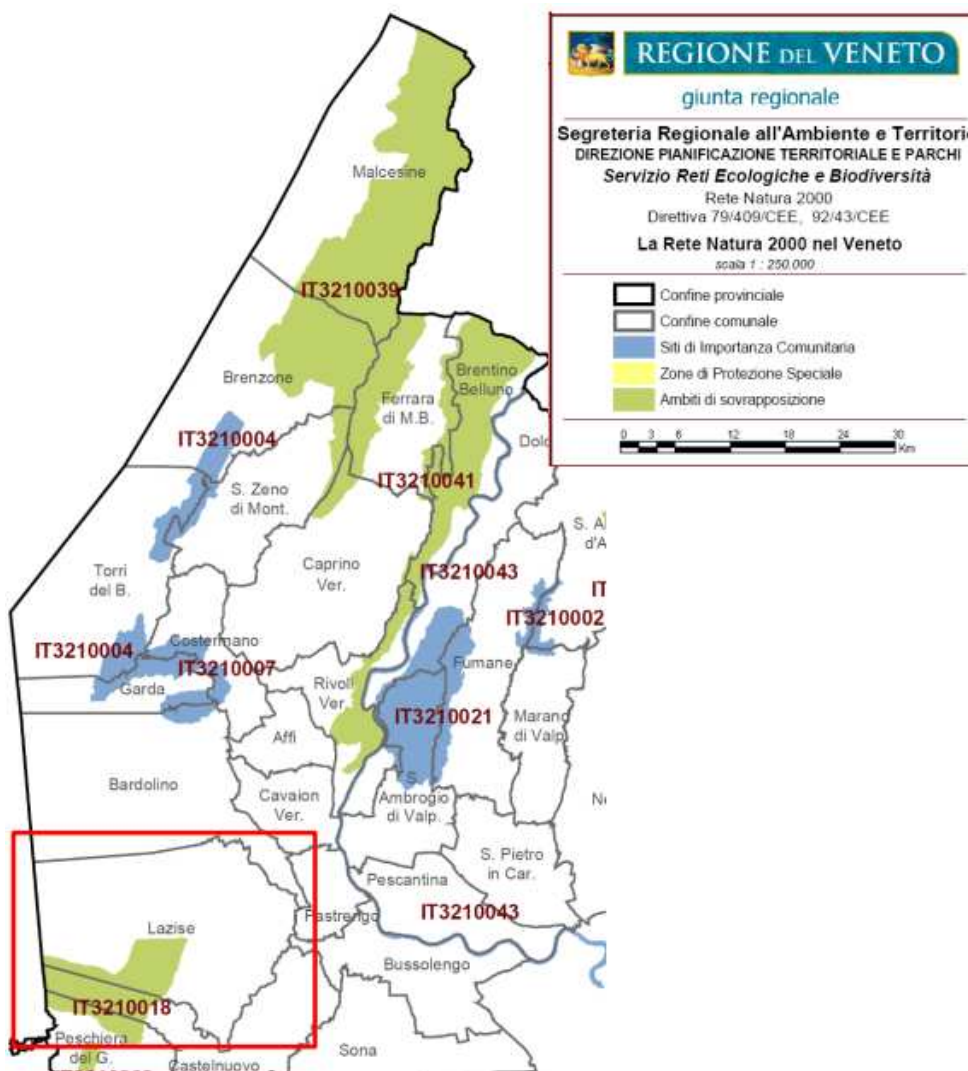 REGIONE DEL VENETO
giunta regionale
Segreteria Regionale all'Ambiente e Territorio
DIREZIONE PIANIFICAZIONE TERRITORIALE E PARCHI
Servizio Reti Ecologiche e Biodiversità
Rete Natura 2000
Direttiva 79/409/CEE, 92/43/CEE
La Rete Natura 2000 nel Veneto
scala 1 : 250.000
Confine provinciale
Confine comunale
Siti di Importanza Comunitaria
Zone di Protezione Speciale
Ambiti di sovrapposizione
0 3 6 12 18 24 30
Km
Malcesine
IT3210039
Brenzone
Ferrara
di M.B.
Brentino
Belluno
Dolc
IT3210004
IT3210041
S. Zeno
di Mont.
S. A
d'A
Caprino
Ver.
Torri
del B.
IT3210043
IT
IT3210002
IT3210004
Costermano
IT3210007
Garda
Fumane
Rivoli
Ver.
IT3210021
Marano
di Valp.
Affi
Bardolino
Cavaion
Ver.
S.
Ambrogio
di Valp.
Ne
S. Pietro
in Car.
Pescantina
Pastrengo
IT3210043
Lazise
Bussolengo
IT3210018
Peschiera
del G.
Castelnuovo
Sona